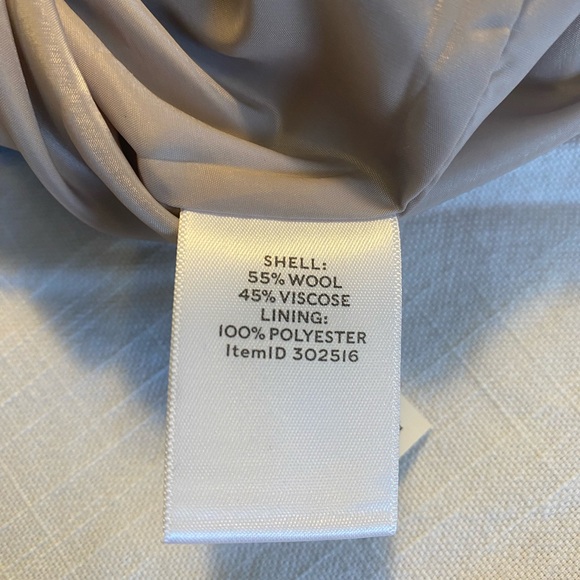 SHELL:
55% WOOL
45% VISCOSE
LINING:
100% POLYESTER
ItemID 302516